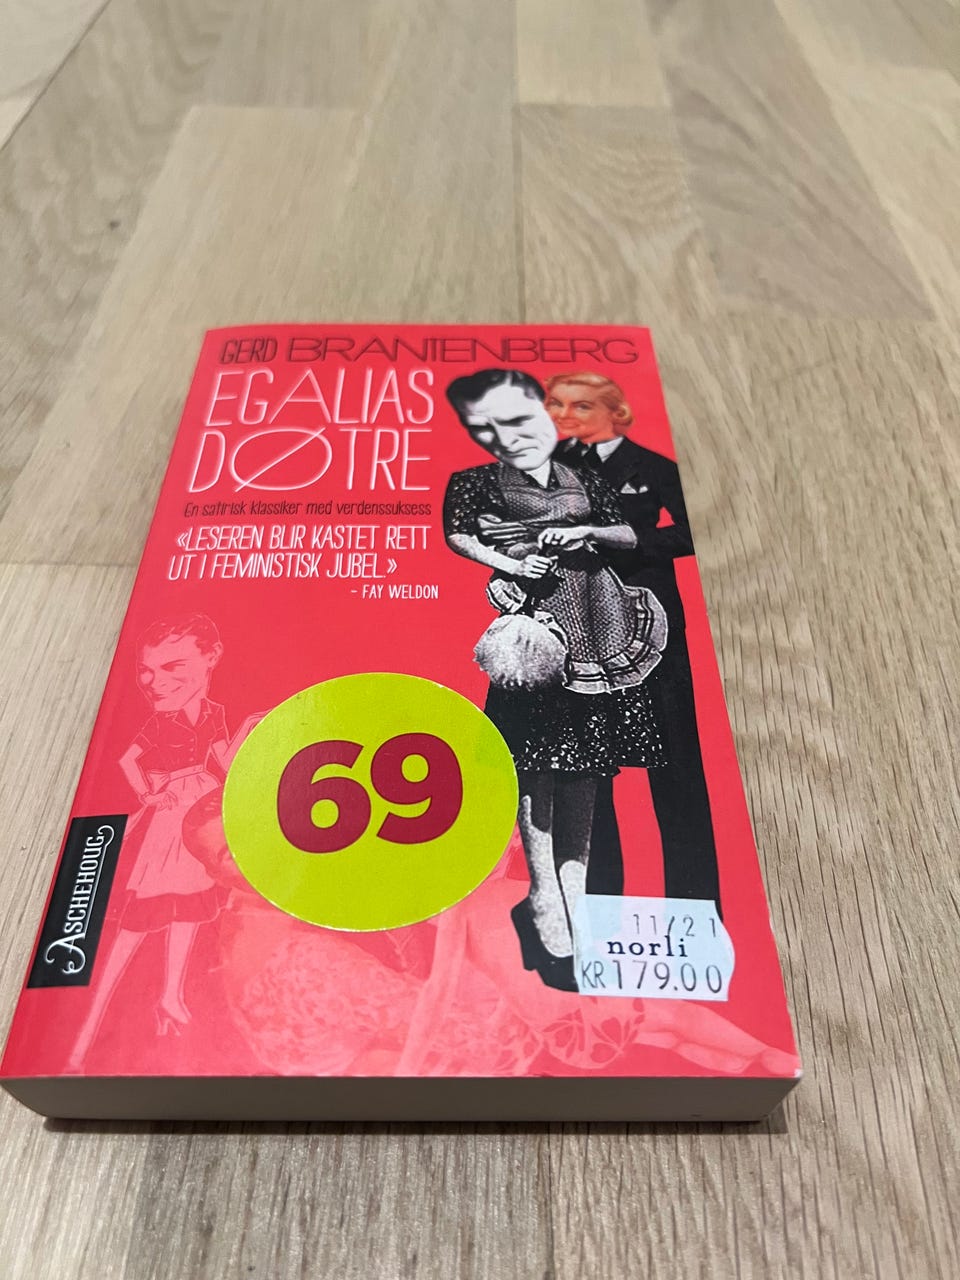 GERD BRANTENBERG
EGALIAS
DØTRE
En satirisk klassiker med verdenssuksess
«LESEREN BLIR KASTET RETT
UT I FEMINISTISK JUBEL.»
- FAY WELDON
69
ASCHEHOUG
11/21
norli
KR 179.00